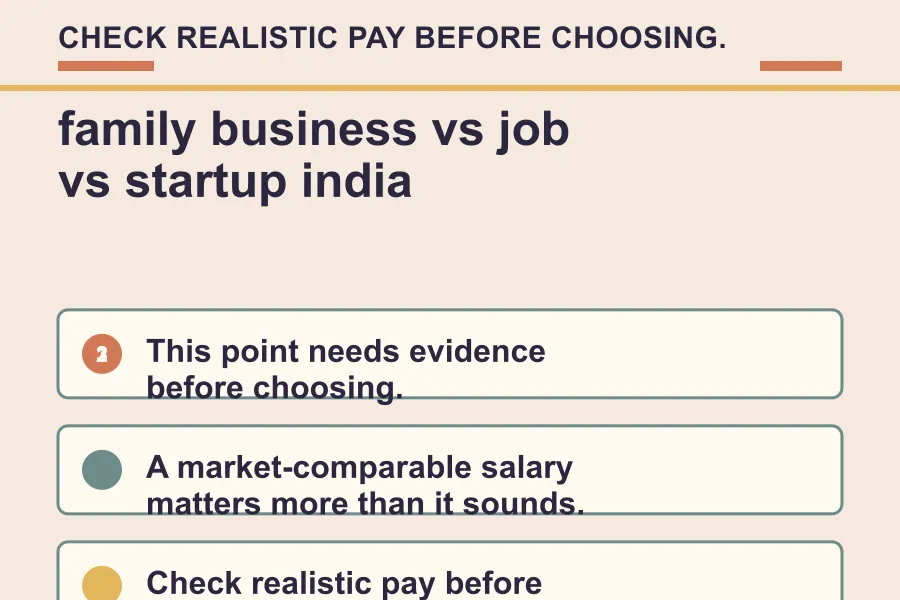 CHECK REALISTIC PAY BEFORE CHOOSING.
family business vs job
vs startup india
This point needs evidence
before choosing.
A market-comparable salary
matters more than it sounds.
Check realistic pay before